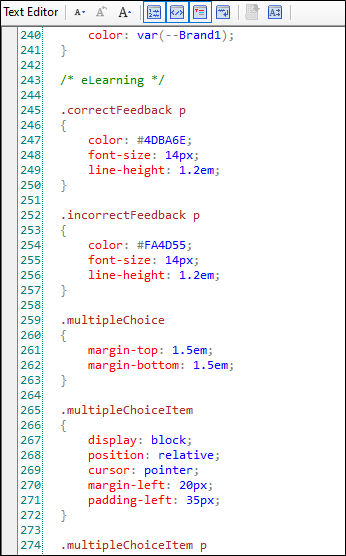 Text Editor A A A
240 color: var(--Brand1);
241 }
242
243 /* eLearning */
244
245 .correctFeedback p
246 {
247 color: #4DBA6E;
248 font-size: 14px;
249 line-height: 1.2em;
250 }
251
252 .incorrectFeedback p
253 {
254 color: #FA4D55;
255 font-size: 14px;
256 line-height: 1.2em;
257 }
258
259 .multipleChoice
260 {
261 margin-top: 1.5em;
262 margin-bottom: 1.5em;
263 }
264
265 .multipleChoiceItem
266 {
267 display: block;
268 position: relative;
269 cursor: pointer;
270 margin-left: 20px;
271 padding-left: 35px;
272 }
273
274 .multipleChoiceItem p